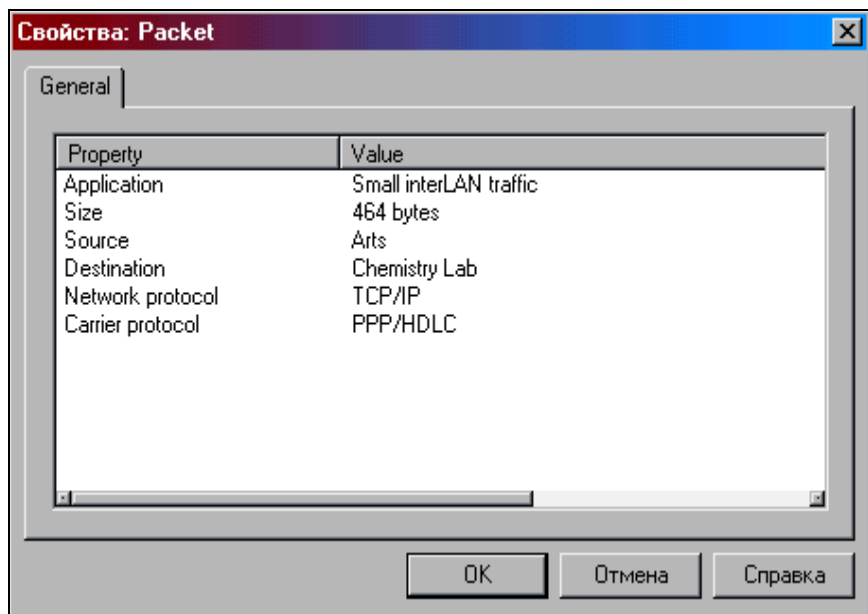 Свойства: Packet
General
Property Value
Application Small interLAN traffic
Size 464 bytes
Source Arts
Destination Chemistry Lab
Network protocol TCP/IP
Carrier protocol PPP/HDLC
OK Отмена Справка